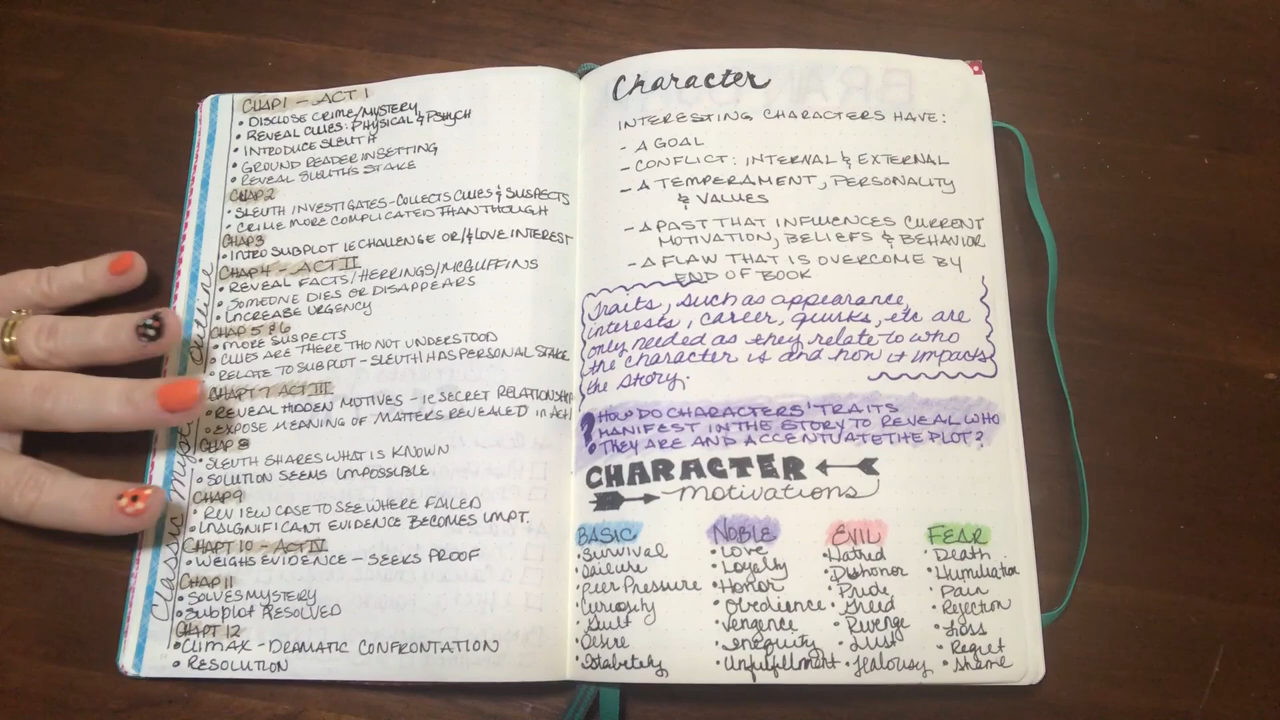 Classic Mystery Outline
CHAP 1 - ACT 1
• DISCLOSE CRIME/MYSTERY
• REVEAL CLUES: PHYSICAL & PSHYCH
• INTRODUCE SLEUTH
• GROUND READER IN SETTING
• REVEAL SLEUTHS STAKE
CHAP 2
• SLEUTH INVESTIGATES - COLLECTS CLUES & SUSPECTS
• CRIME MORE COMPLICATED THAN THOUGH
CHAP 3
• INTRO SUBPLOT IE CHALLENGE OR/& LOVE INTEREST
CHAP 4 - ACT II
• REVEAL FACTS/HERRINGS/MCGUFFINS
• SOMEONE DIES OR DISAPPEARS
• INCREASE URGENCY
CHAP 5 & 6
• MORE SUSPECTS
• CLUES ARE THERE THO NOT UNDERSTOOD
• RELATE TO SUBPLOT - SLEUTH HAS PERSONAL STAKE
CHAPT 7 ACT III
• REVEAL HIDDEN MOTIVES - IE SECRET RELATIONSHIP
• EXPOSE MEANING OF MATTERS REVEALED IN ACT I
CHAP 8
• SLEUTH SHARES WHAT IS KNOWN
• SOLUTION SEEMS IMPOSSIBLE
CHAP 9
• REVIEW CASE TO SEE WHERE FAILED
• INSIGNIFICANT EVIDENCE BECOMES IMPT.
CHAPT 10 - ACT IV
• WEIGHS EVIDENCE - SEEKS PROOF
CHAP 11
• SOLVES MYSTERY
• SUBPLOT RESOLVED
CHAPT 12
• CLIMAX - DRAMATIC CONFRONTATION
• RESOLUTION
Character
INTERESTING CHARACTERS HAVE:
- A GOAL
- CONFLICT: INTERNAL & EXTERNAL
- A TEMPERAMENT, PERSONALITY
& VALUES
- A PAST THAT INFLUENCES CURRENT
MOTIVATION, BELIEFS & BEHAVIOR
- A FLAW THAT IS OVERCOME BY
END OF BOOK
Traits, such as appearance,
interests, career, quirks, etc are
only needed as they relate to who
the character is and how it impacts
the story.
? HOW DO CHARACTERS' TRAITS
MANIFEST IN THE STORY TO REVEAL WHO
THEY ARE AND ACCENTUATE THE PLOT?
CHARACTER
motivations
BASIC
• Survival
• Failure
• Peer Pressure
• Curiosity
• Guilt
• Desire
NOBLE
• Love
• Loyalty
• Honor
• Obedience
• Vengence
• Inequity
• Unfulfillment
EVIL
• Hatred
• Dishonor
• Pride
• Greed
• Revenge
• Lust
• Jealousy
FEAR
• Death
• Humiliation
• Pain
• Rejection
• Loss
• Regret
• Shame